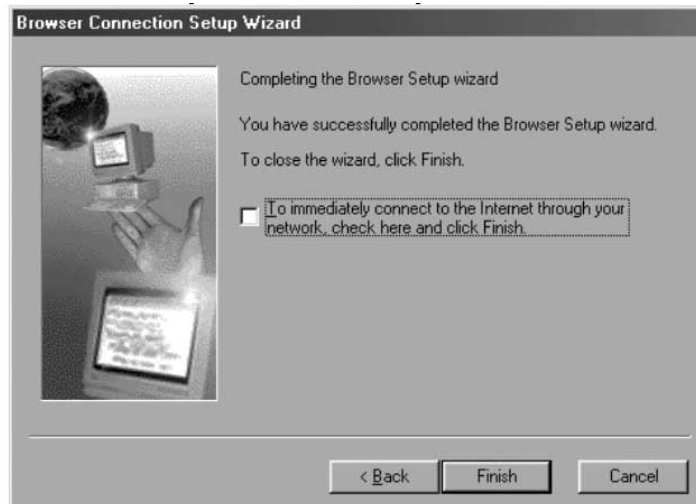 Browser Connection Setup Wizard
Completing the Browser Setup wizard
You have successfully completed the Browser Setup wizard.
To close the wizard, click Finish.
To immediately connect to the Internet through your
network, check here and click Finish.
< Back
Finish
Cancel